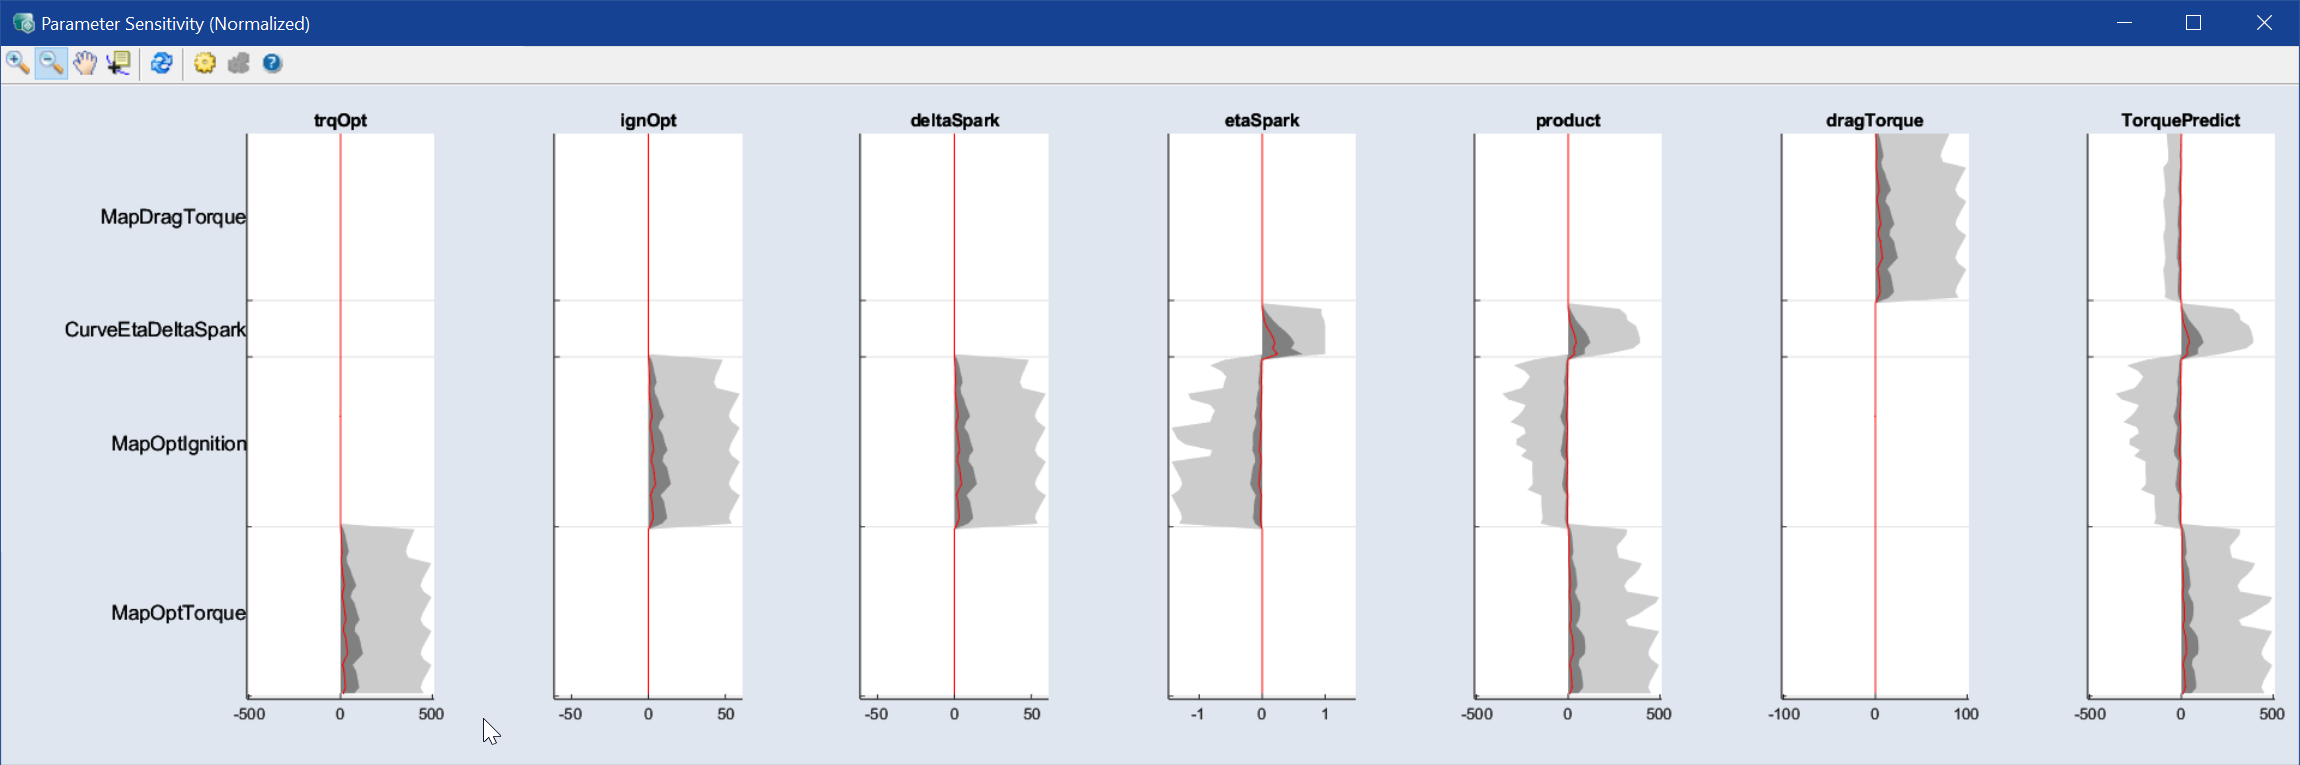 Parameter Sensitivity (Normalized)
trqOpt ignOpt deltaSpark etaSpark product dragTorque TorquePredict
MapDragTorque
CurveEtaDeltaSpark
MapOptIgnition
MapOptTorque
-500 0 500 -50 0 50 -50 0 50 -1 0 1 -500 0 500 -100 0 100 -500 0 500